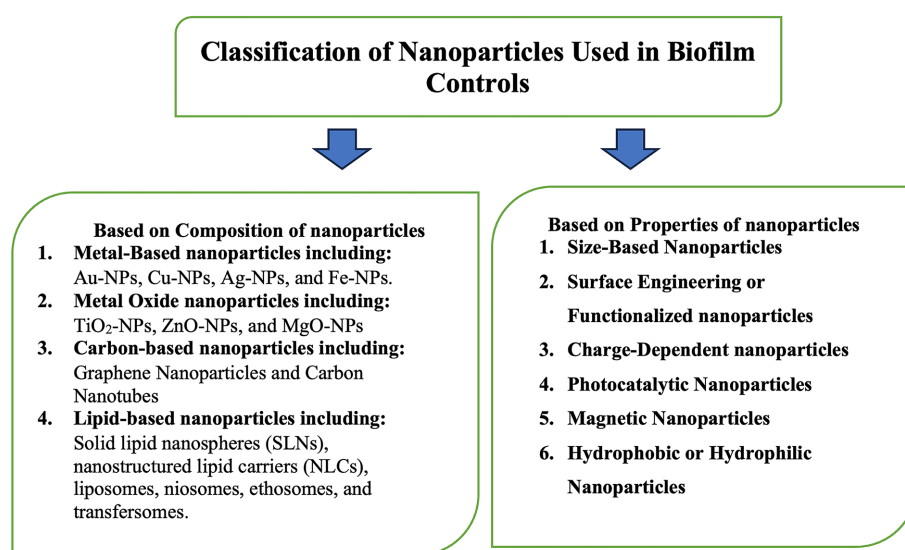 Classification of Nanoparticles Used in Biofilm
Controls
Based on Composition of nanoparticles
1. Metal-Based nanoparticles including:
Au-NPs, Cu-NPs, Ag-NPs, and Fe-NPs.
2. Metal Oxide nanoparticles including:
TiO₂-NPs, ZnO-NPs, and MgO-NPs
3. Carbon-based nanoparticles including:
Graphene Nanoparticles and Carbon
Nanotubes
4. Lipid-based nanoparticles including:
Solid lipid nanospheres (SLNs),
nanostructured lipid carriers (NLCs),
liposomes, niosomes, ethosomes, and
transfersomes.
Based on Properties of nanoparticles
1. Size-Based Nanoparticles
2. Surface Engineering or
Functionalized nanoparticles
3. Charge-Dependent nanoparticles
4. Photocatalytic Nanoparticles
5. Magnetic Nanoparticles
6. Hydrophobic or Hydrophilic
Nanoparticles